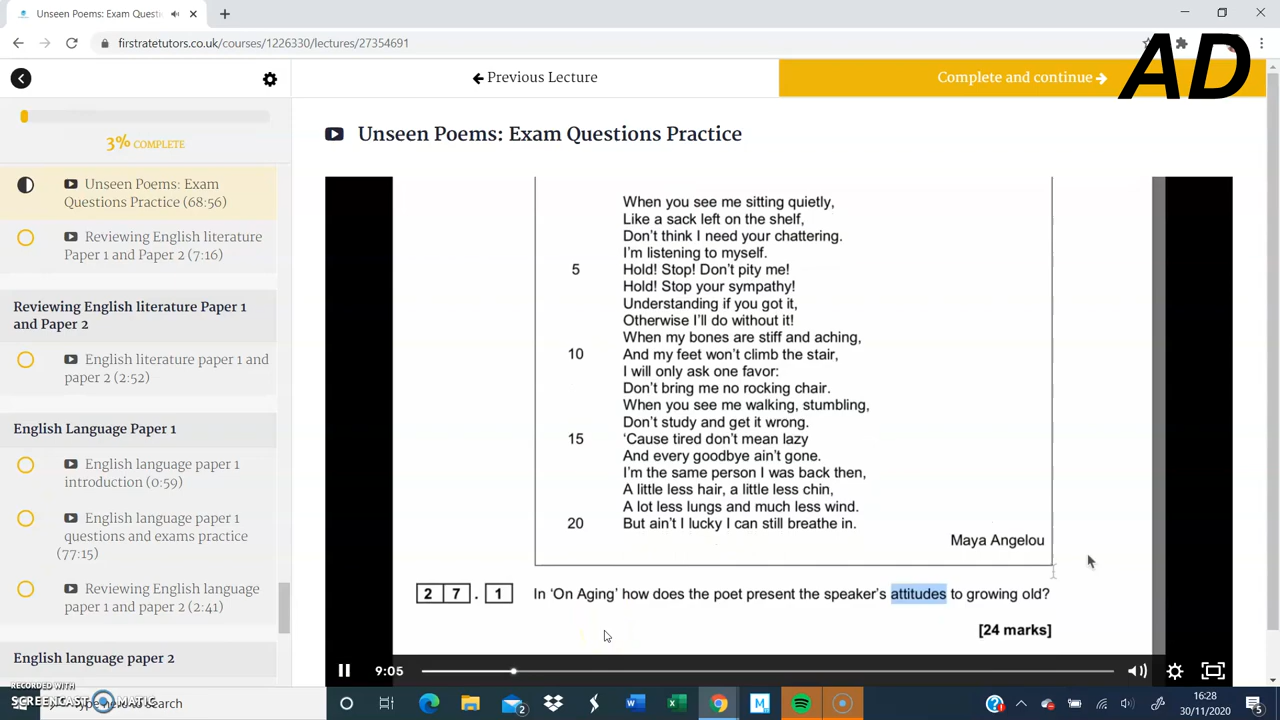 Unseen Poems: Exam Questi
firstratetutors.co.uk/courses/1226330/lectures/27354691
AD
Previous Lecture
Complete and continue
3% COMPLETE
Unseen Poems: Exam
Questions Practice (68:56)
Reviewing English literature
Paper 1 and Paper 2 (7:16)
Reviewing English literature Paper 1
and Paper 2
English literature paper 1 and
paper 2 (2:52)
English Language Paper 1
English language paper 1
introduction (0:59)
English language paper 1
questions and exams practice
(77:15)
Reviewing English language
paper 1 and paper 2 (2:41)
English language paper 2
Unseen Poems: Exam Questions Practice
When you see me sitting quietly,
Like a sack left on the shelf,
Don't think I need your chattering.
I'm listening to myself.
5 Hold! Stop! Don't pity me!
Hold! Stop your sympathy!
Understanding if you got it,
Otherwise I'll do without it!
When my bones are stiff and aching,
10 And my feet won't climb the stair,
I will only ask one favor:
Don't bring me no rocking chair.
When you see me walking, stumbling,
Don't study and get it wrong.
15 'Cause tired don't mean lazy
And every goodbye ain't gone.
I'm the same person I was back then,
A little less hair, a little less chin,
A lot less lungs and much less wind.
20 But ain't I lucky I can still breathe in.
Maya Angelou
2 7 . 1 In 'On Aging' how does the poet present the speaker's attitudes to growing old?
[24 marks]
9:05
RECORDED WITH
SCREENCAST MATIC
to search
16:28
30/11/2020